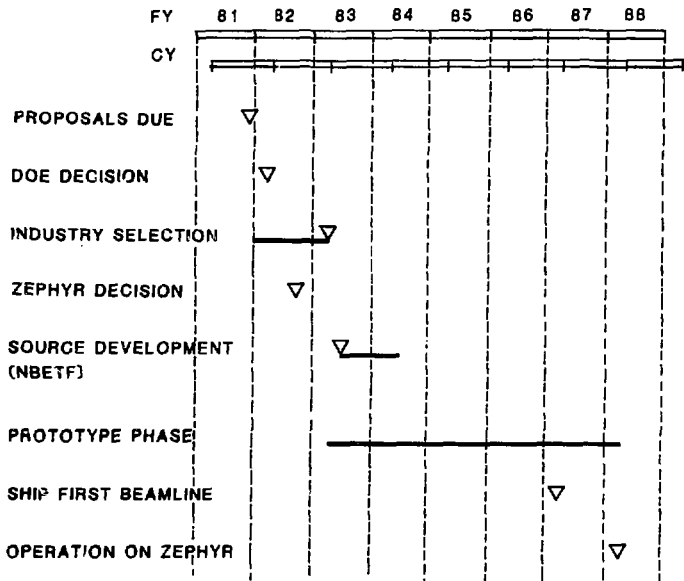 FY 81 82 83 84 85 86 87 88
CY
PROPOSALS DUE
DOE DECISION
INDUSTRY SELECTION
ZEPHYR DECISION
SOURCE DEVELOPMENT
(NBETF)
PROTOTYPE PHASE
SHIP FIRST BEAMLINE
OPERATION ON ZEPHYR